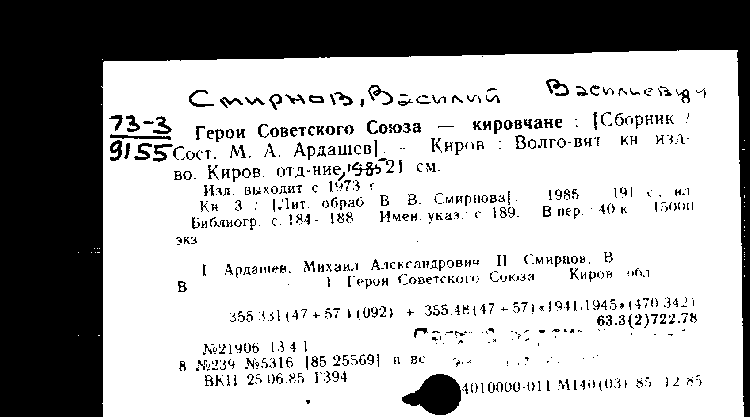 Смирнов, Василий Васильевич
73-3
9155
Герои Советского Союза — кировчане : [Сборник /
Сост. М. А. Ардашев]. – Киров : Волго-вят. кн. изд-
во. Киров. отд-ние, 1985 21 см.
Изд. выходит с 1973 г.
Кн. 3 / [Лит. обраб. В. В. Смирнова]. 1985 191 с., ил.
Библиогр. с. 184-188 Имен. указ.: с. 189. В пер. 40 к. 15000
экз.
I Ардашев, Михаил Александрович II Смирнов, В.
В. 1 Герои Советского Союза Киров. обл.
355.331(47+57)(092) + 355.48(47+57)«1941.1945»(470.342)
63.3(2)722.78
№21906 13 4 1
8 №239 №5316 [85-25569] п вс
ВКП 25.06.85 Г394
4010000-011 М140(03)-85 12-85